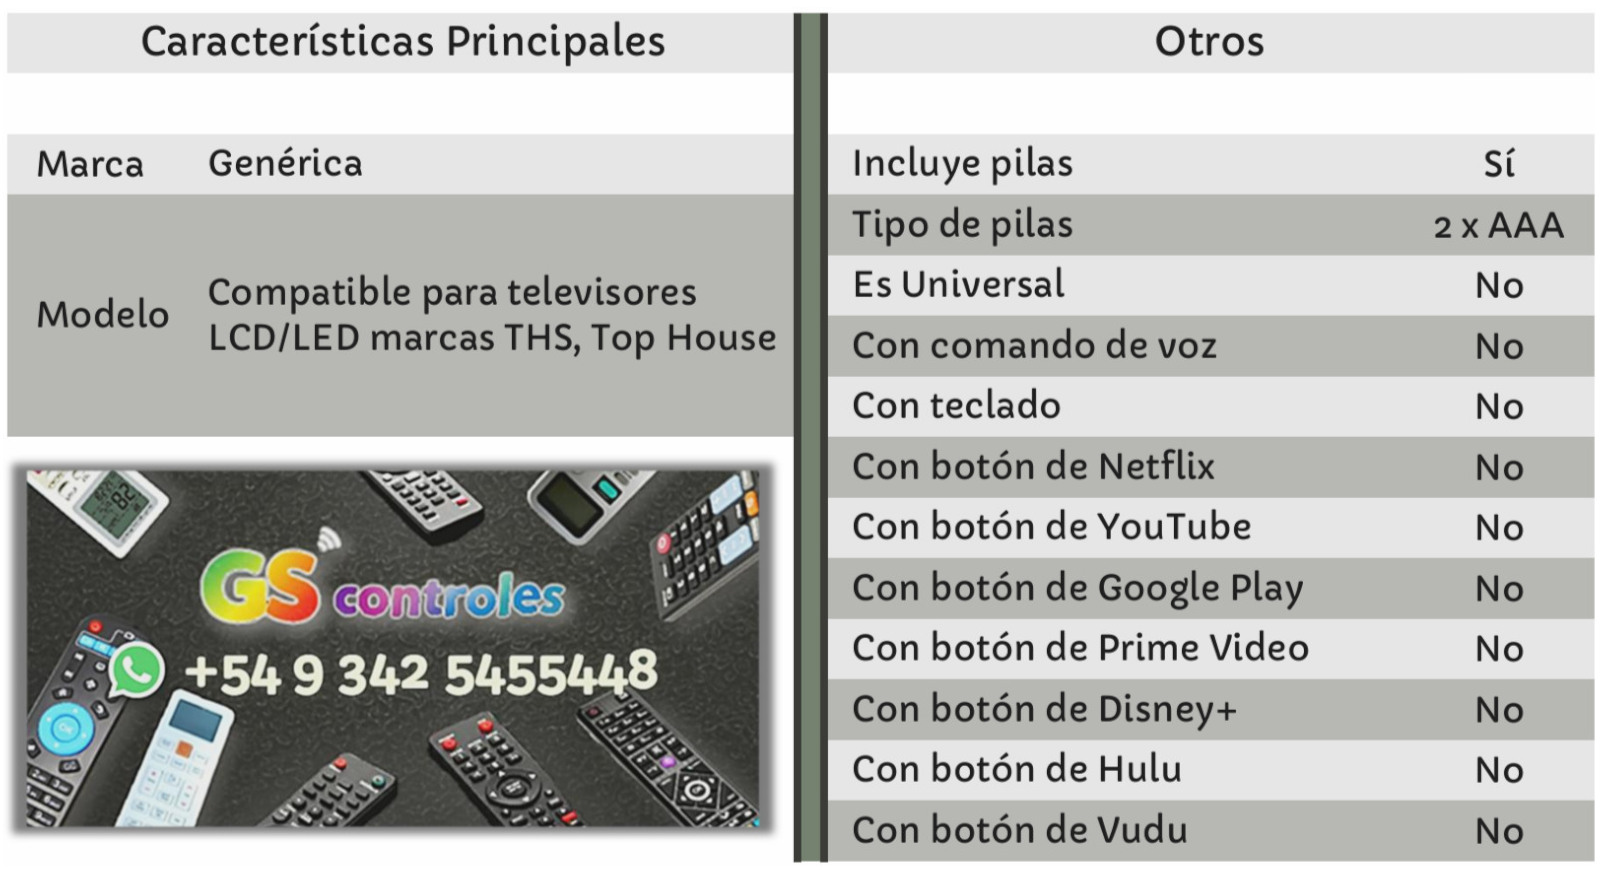 Características Principales
Marca Genérica
Modelo Compatible para televisores
LCD/LED marcas THS, Top House
GS controles
+54 9 342 5455448
Otros
Incluye pilas Sí
Tipo de pilas 2 x AAA
Es Universal No
Con comando de voz No
Con teclado No
Con botón de Netflix No
Con botón de YouTube No
Con botón de Google Play No
Con botón de Prime Video No
Con botón de Disney+ No
Con botón de Hulu No
Con botón de Vudu No